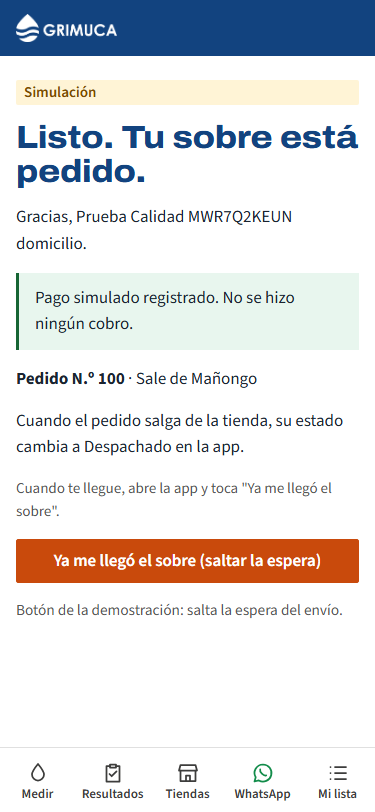 GRIMUCA
Simulación
Listo. Tu sobre está
pedido.
Gracias, Prueba Calidad MWR7Q2KEUN
domicilio.
Pago simulado registrado. No se hizo
ningún cobro.
Pedido N.º 100 · Sale de Mañongo
Cuando el pedido salga de la tienda, su estado
cambia a Despachado en la app.
Cuando te llegue, abre la app y toca "Ya me llegó el
sobre".
Ya me llegó el sobre (saltar la espera)
Botón de la demostración: salta la espera del envío.
Medir Resultados Tiendas WhatsApp Mi lista